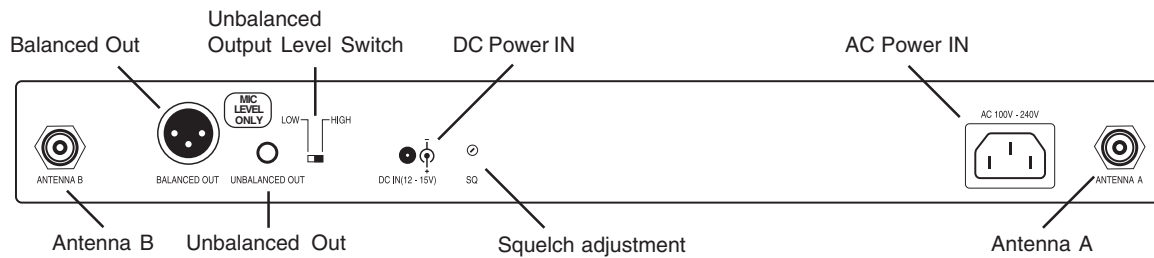 Unbalanced
Balanced Out
Output Level Switch
DC Power IN
AC Power IN
MIC
LEVEL
ONLY
LOW
HIGH
AC 100V - 240V
−
+
ANTENNA B
BALANCED OUT
UNBALANCED OUT
DC IN(12 - 15V)
SQ
ANTENNA A
Antenna B
Unbalanced Out
Squelch adjustment
Antenna A